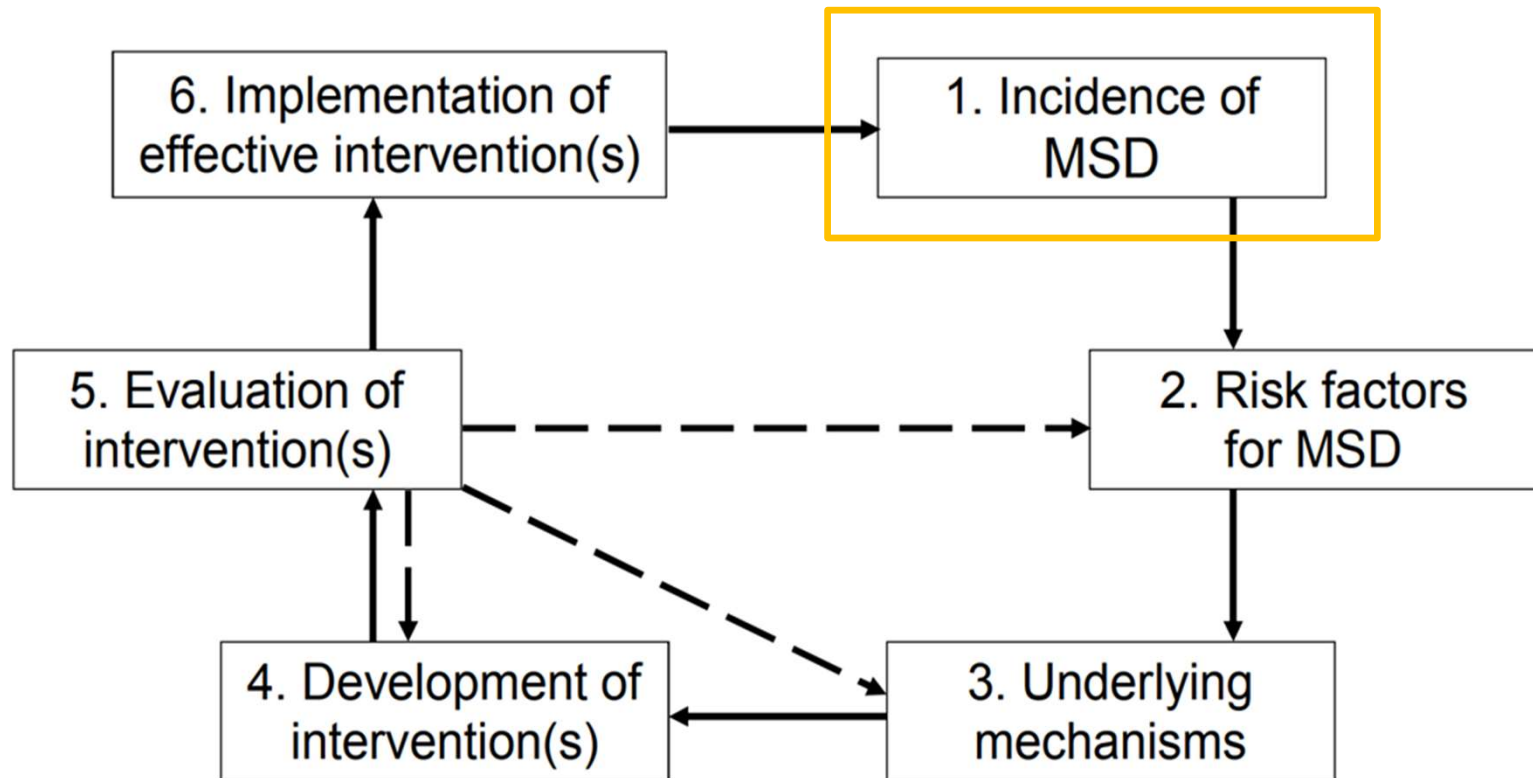 6. Implementation of
effective intervention(s)
1. Incidence of
MSD
5. Evaluation of
intervention(s)
2. Risk factors
for MSD
4. Development of
intervention(s)
3. Underlying
mechanisms